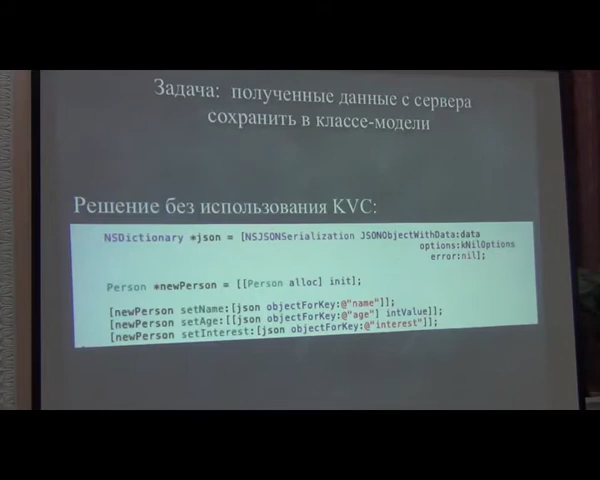 Задача: полученные данные с сервера
сохранить в классе-модели
Решение без использования KVC:
NSDictionary *json = [NSJSONSerialization JSONObjectWithData:data
options:kNilOptions
error:nil];
Person *newPerson = [[Person alloc] init];
[newPerson setName:[json objectForKey:@"name"]];
[newPerson setAge:[[json objectForKey:@"age"] intValue]];
[newPerson setInterest:[json objectForKey:@"interest"]];